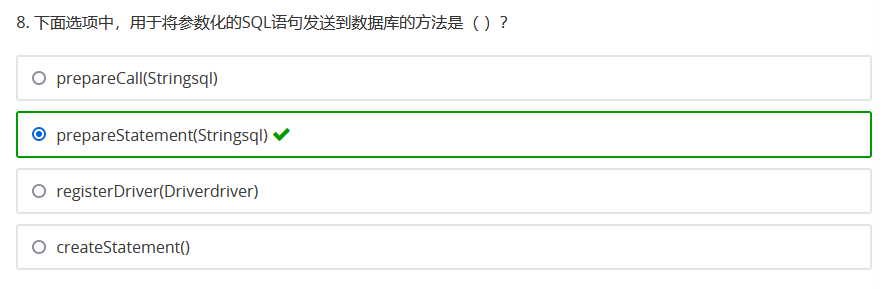 8. 下面选项中，用于将参数化的SQL语句发送到数据库的方法是（ ）？
prepareCall(Stringsql)
prepareStatement(Stringsql)
registerDriver(Driverdriver)
createStatement()